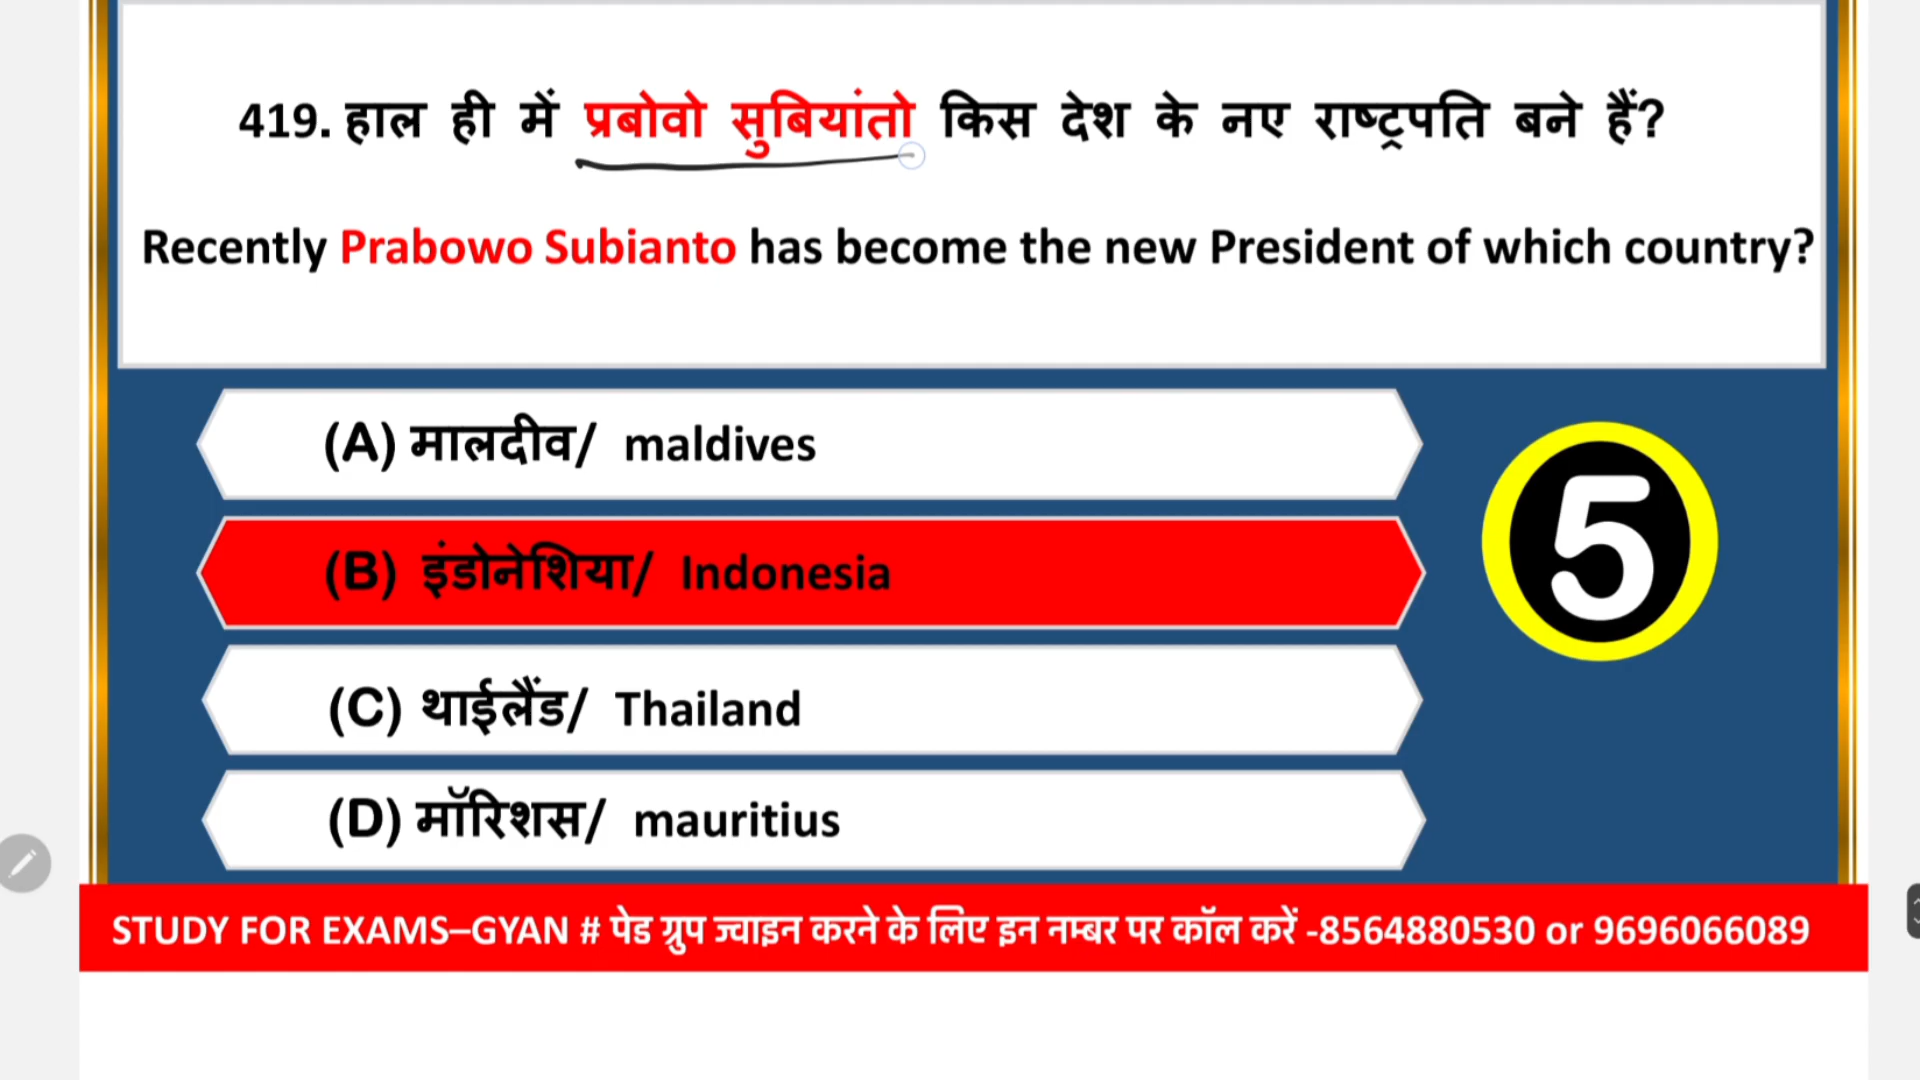 419. हाल ही में प्रबोवो सुबियांतो किस देश के नए राष्ट्रपति बने हैं?
Recently Prabowo Subianto has become the new President of which country?
(A) मालदीव/ maldives
(B) इंडोनेशिया/ Indonesia
5
(C) थाईलैंड/ Thailand
(D) मॉरिशस/ mauritius
STUDY FOR EXAMS–GYAN # पेड ग्रुप ज्वाइन करने के लिए इन नम्बर पर कॉल करें -8564880530 or 9696066089